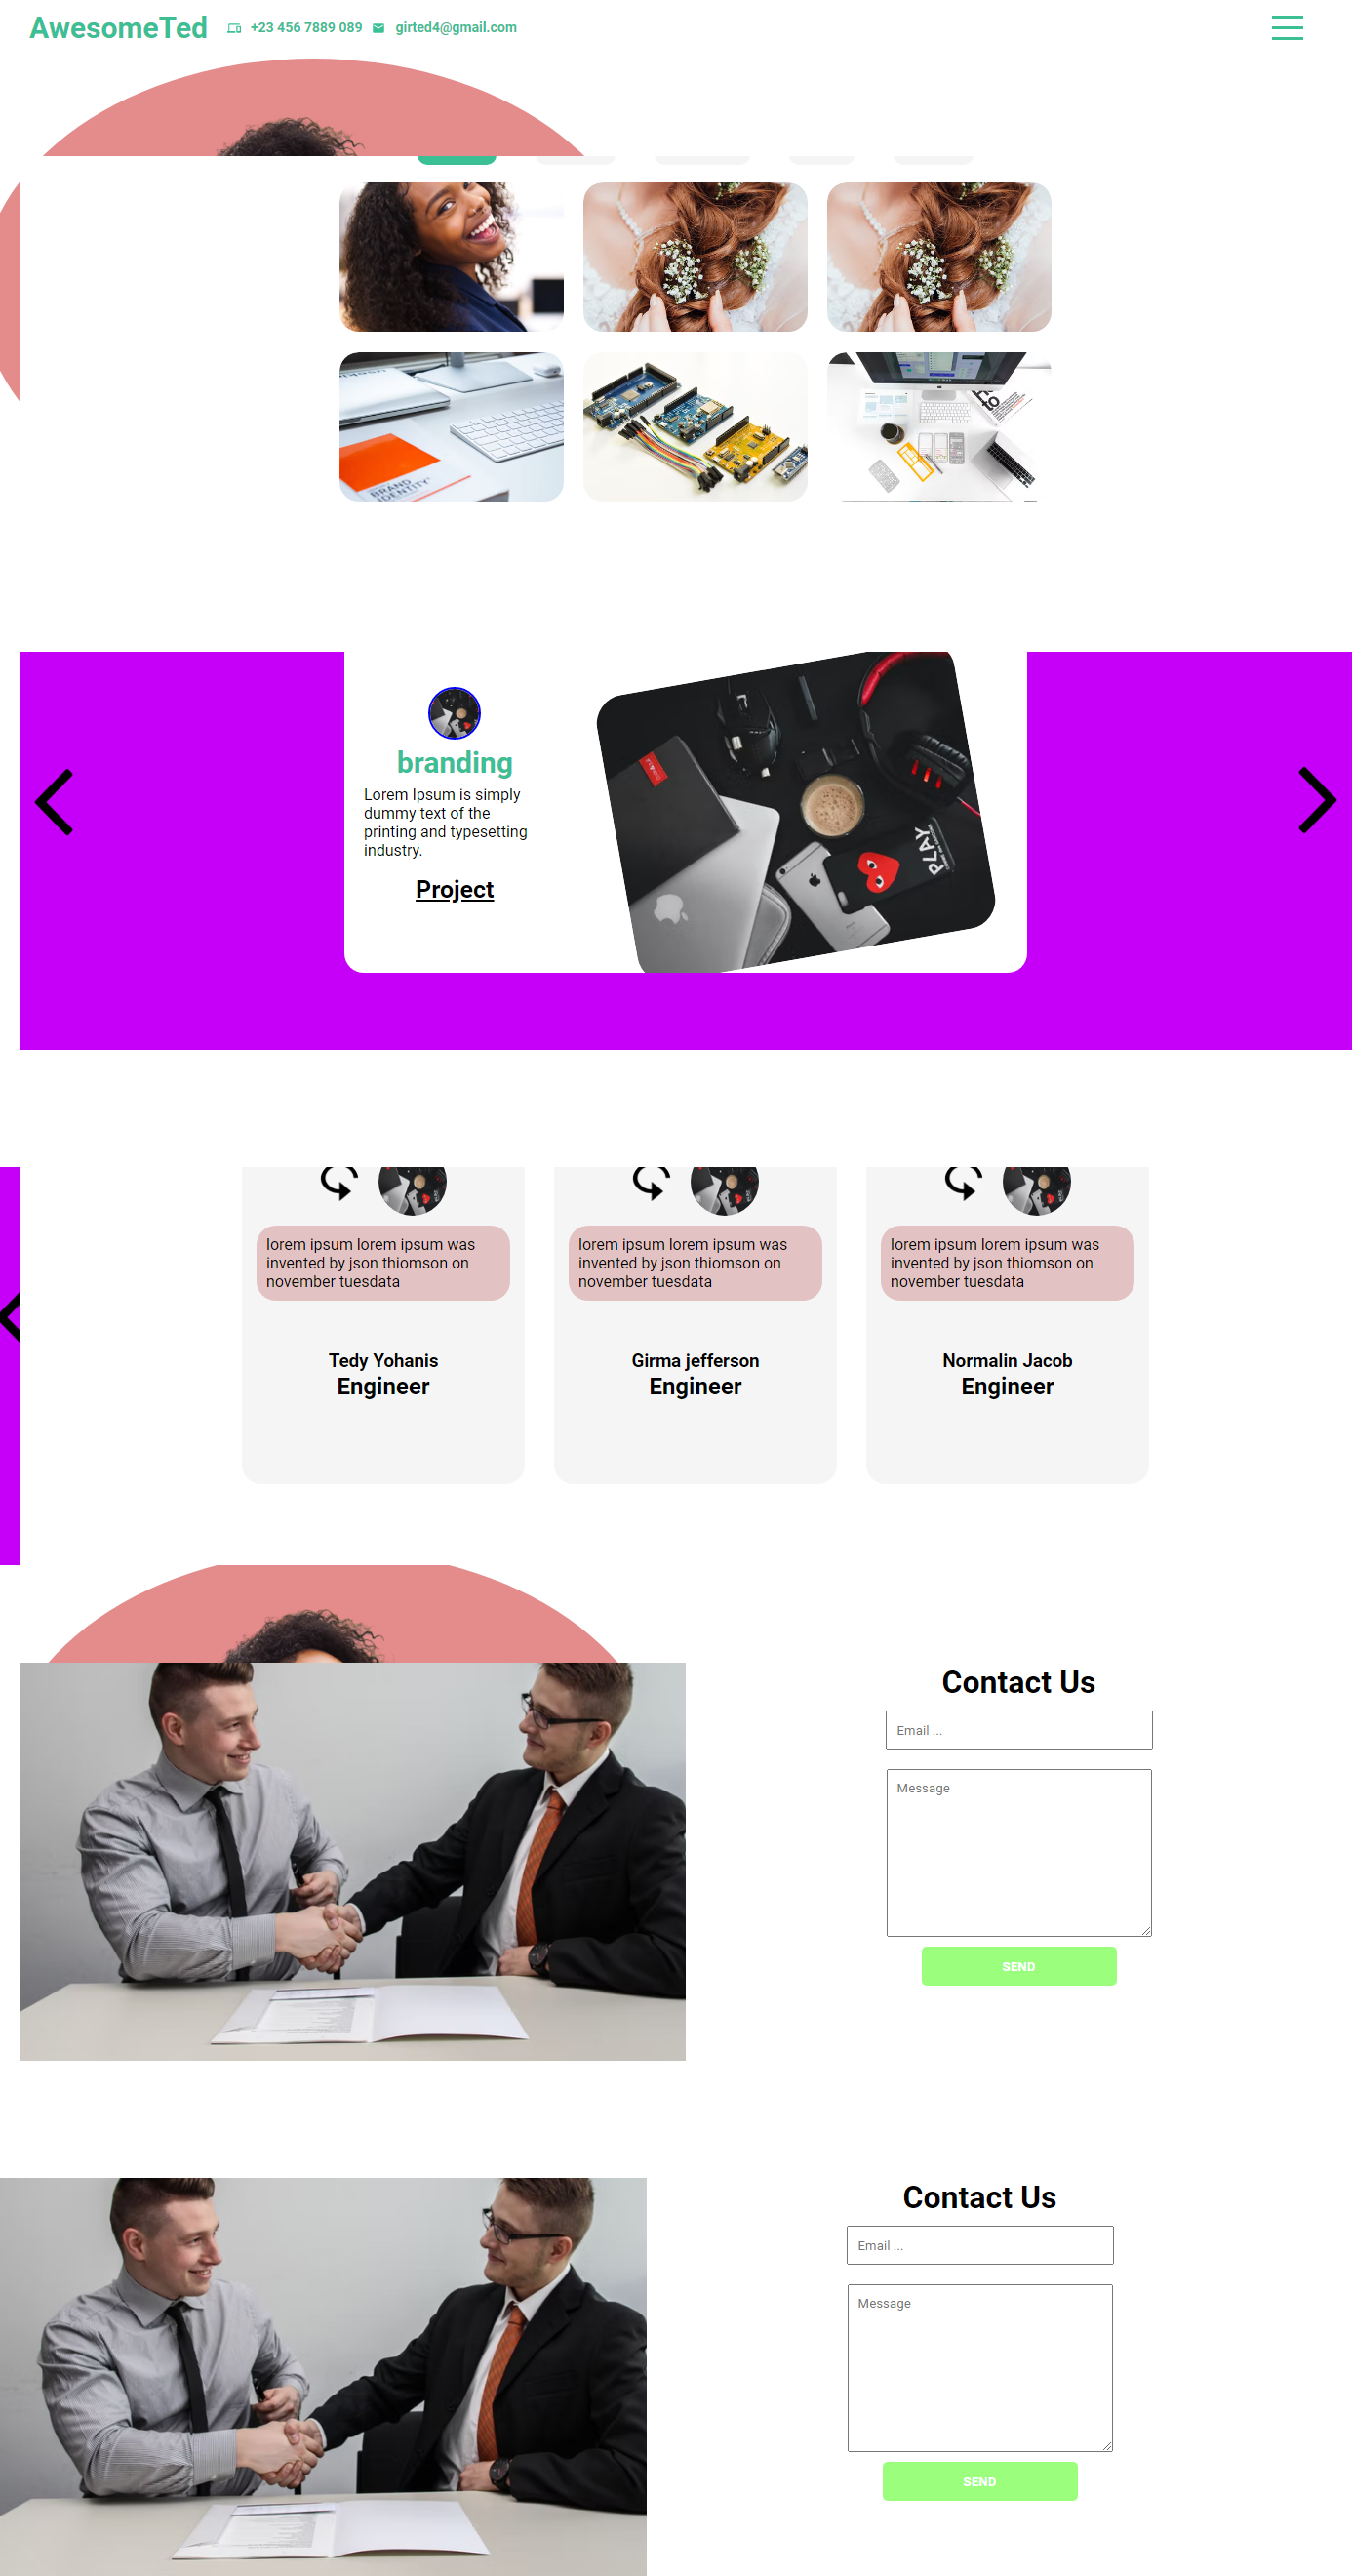 AwesomeTed +23 456 7889 089 girted4@gmail.com
BRAND
IDENTITY
branding
Lorem Ipsum is simply
dummy text of the
printing and typesetting
industry.
Project
PLAY
lorem ipsum lorem ipsum was
invented by json thiomson on
november tuesdata
Tedy Yohanis
Engineer
lorem ipsum lorem ipsum was
invented by json thiomson on
november tuesdata
Girma jefferson
Engineer
lorem ipsum lorem ipsum was
invented by json thiomson on
november tuesdata
Normalin Jacob
Engineer
Contact Us
Email ...
Message
SEND
Contact Us
Email ...
Message
SEND